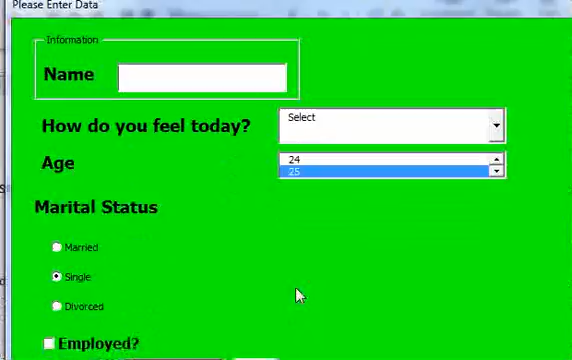 Please Enter Data
Information
Name
How do you feel today?
Select
Age
24
25
Marital Status
Married
Single
Divorced
Employed?